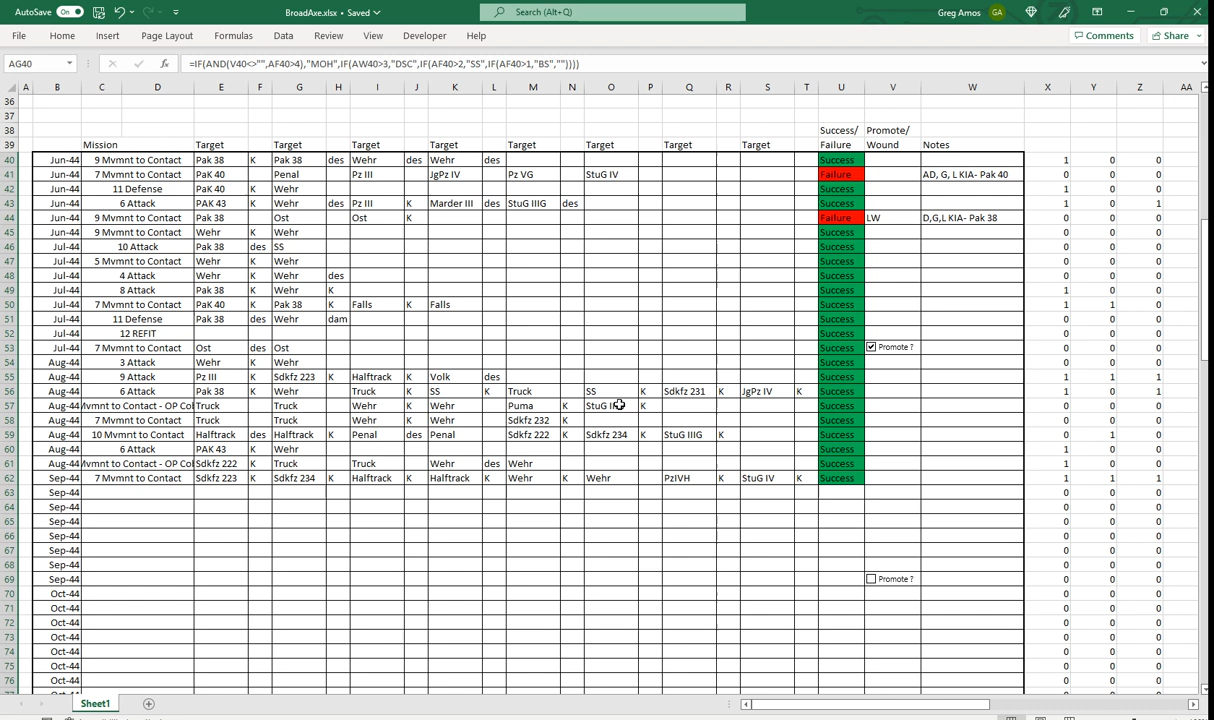 AutoSave On BroadAxe.xlsx • Saved Search (Alt+Q) Greg Amos GA
File Home Insert Page Layout Formulas Data Review View Developer Help Comments Share
AG40 fx =IF(AND(V40<>"",AF40>4),"MOH",IF(AW40>3,"DSC",IF(AF40>2,"SS",IF(AF40>1,"BS",""))))
A B C D E F G H I J K L M N O P Q R S T U V W X Y Z AA
36
37
38 Success/ Promote/
39 Mission Target Target Target Target Target Target Target Target Failure Wound Notes
40 Jun-44 9 Mvmnt to Contact Pak 38 K Pak 38 des Wehr des Wehr des Success 1 0 0
41 Jun-44 7 Mvmnt to Contact PaK 40 Penal Pz III JgPz IV Pz VG StuG IV Failure AD, G, L KIA- Pak 40 0 0 0
42 Jun-44 11 Defense Pak 38 K Wehr Success 1 0 0
43 Jun-44 6 Attack PAK 43 K Wehr des Pz III K Marder III des StuG IIIG des Success 1 0 1
44 Jun-44 9 Mvmnt to Contact Pak 38 Ost Ost K Failure LW D,G,L KIA- Pak 38 0 0 0
45 Jun-44 9 Mvmnt to Contact Wehr K Wehr Success 0 0 0
46 Jul-44 10 Attack Pak 38 des SS Success 0 0 0
47 Jul-44 5 Mvmnt to Contact Wehr K Wehr Success 0 0 0
48 Jul-44 4 Attack Wehr K Wehr des Success 0 0 0
49 Jul-44 8 Attack Pak 38 K Wehr K Success 1 0 0
50 Jul-44 7 Mvmnt to Contact PaK 40 K Pak 38 K Falls K Falls Success 1 1 0
51 Jul-44 11 Defense Pak 38 des Wehr dam Success 0 0 0
52 Jul-44 12 REFIT Success 0 0 0
53 Jul-44 7 Mvmnt to Contact Ost des Ost Success Promote ? 0 0 0
54 Aug-44 3 Attack Wehr K Wehr Success 0 0 0
55 Aug-44 9 Attack Pz III K Sdkfz 223 K Halftrack K Volk des Success 1 1 1
56 Aug-44 6 Attack Pak 38 K Wehr Truck K SS K Truck SS K Sdkfz 231 K JgPz IV K Success 1 0 1
57 Aug-44 Mvmnt to Contact - OP Co Truck Truck Wehr K Wehr Puma K StuG K Success 0 0 1
58 Aug-44 7 Mvmnt to Contact Truck Truck Wehr K Wehr Sdkfz 232 K Success 0 0 0
59 Aug-44 10 Mvmnt to Contact Halftrack des Halftrack K Penal des Penal Sdkfz 222 K Sdkfz 234 K StuG IIIG K Success 0 1 0
60 Aug-44 6 Attack PAK 43 K Wehr Success 1 0 0
61 Aug-44 Mvmnt to Contact - OP Co Sdkfz 222 K Truck Truck Wehr des Wehr Success 1 0 0
62 Sep-44 7 Mvmnt to Contact Sdkfz 223 K Sdkfz 234 K Halftrack K Halftrack K Wehr K Wehr PzIVH K StuG IV K Success 1 1 1
63 Sep-44 0 0 0
64 Sep-44 0 0 0
65 Sep-44 0 0 0
66 Sep-44 0 0 0
67 Sep-44 0 0 0
68 Sep-44 0 0 0
69 Sep-44 Promote ? 0 0 0
70 Oct-44 0 0 0
71 Oct-44 0 0 0
72 Oct-44 0 0 0
73 Oct-44 0 0 0
74 Oct-44 0 0 0
75 Oct-44 0 0 0
76 Oct-44 0 0 0
Sheet1